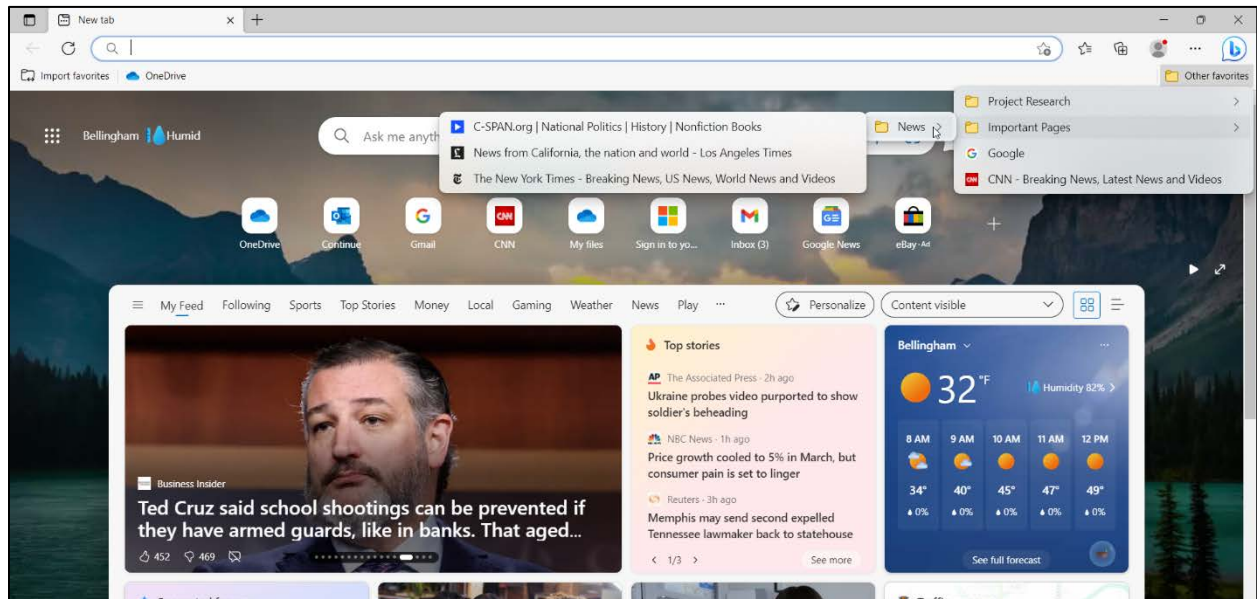 New tab
Import favorites
OneDrive
Other favorites
Project Research
Important Pages
Google
CNN - Breaking News, Latest News and Videos
News
C-SPAN.org | National Politics | History | Nonfiction Books
News from California, the nation and world - Los Angeles Times
The New York Times - Breaking News, US News, World News and Videos
Bellingham Humid
Ask me anyth
OneDrive
Continue
Gmail
CNN
My files
Sign in to yo...
Inbox (3)
Google News
eBay · Ad
My Feed Following Sports Top Stories Money Local Gaming Weather News Play ...
Personalize
Content visible
Business Insider
Ted Cruz said school shootings can be prevented if
they have armed guards, like in banks. That aged...
452 469
Top stories
AP The Associated Press · 2h ago
Ukraine probes video purported to show
soldier's beheading
NBC News · 1h ago
Price growth cooled to 5% in March, but
consumer pain is set to linger
Reuters · 3h ago
Memphis may send second expelled
Tennessee lawmaker back to statehouse
1/3
See more
Bellingham
32 °F
Humidity 82%
8 AM 9 AM 10 AM 11 AM 12 PM
34° 40° 45° 47° 49°
0% 0% 0% 0% 0%
See full forecast